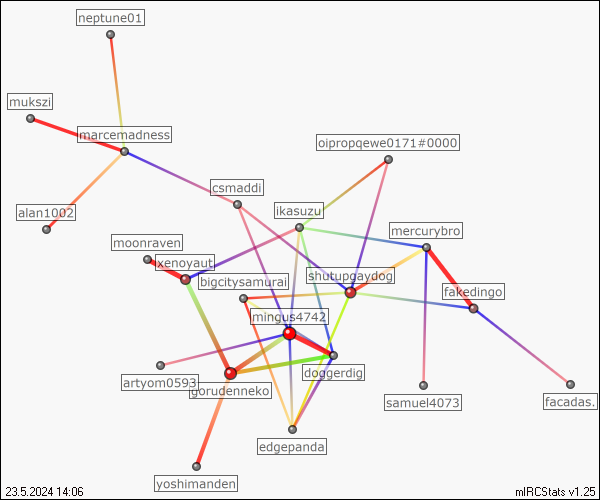 neptune01
mukszi
marcemadness
oipropqewe0171#0000
csmaddi
alan1002
ikasuzu
mercurybro
moonraven
xenoyaut
bigcitysamurai
shutupgaydog
fakedingo
mingus4742
doggerdig
artyom0593
gorudenneko
samuel4073
facadas.
edgepanda
yoshimanden
23.5.2024 14:06
mIRCStats v1.25